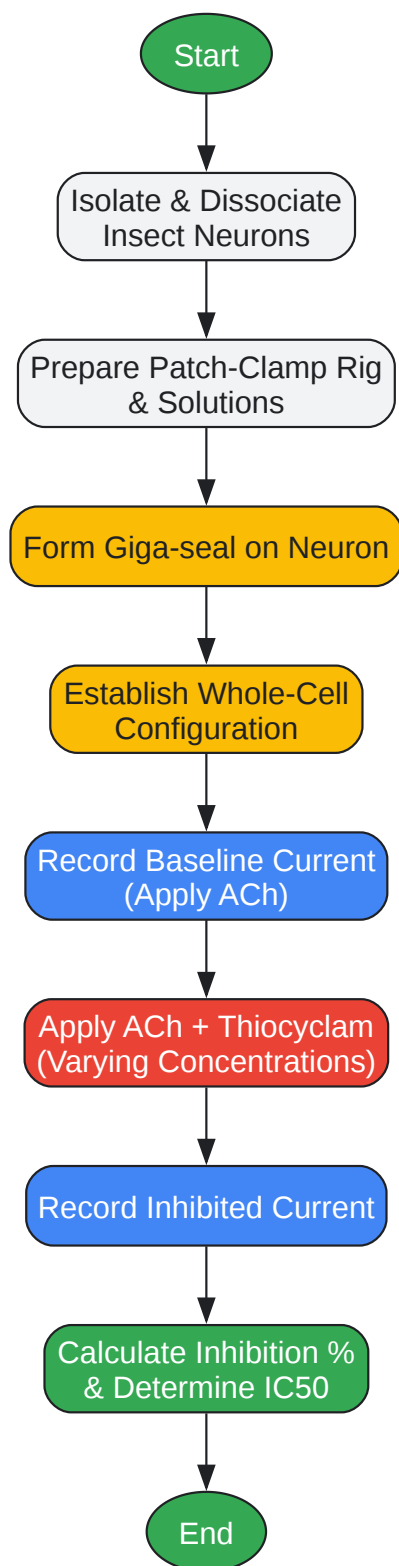 Start
Isolate & Dissociate
Insect Neurons
Prepare Patch-Clamp Rig
& Solutions
Form Giga-seal on Neuron
Establish Whole-Cell
Configuration
Record Baseline Current
(Apply ACh)
Apply ACh + Thiocyclam
(Varying Concentrations)
Record Inhibited Current
Calculate Inhibition %
& Determine IC50
End